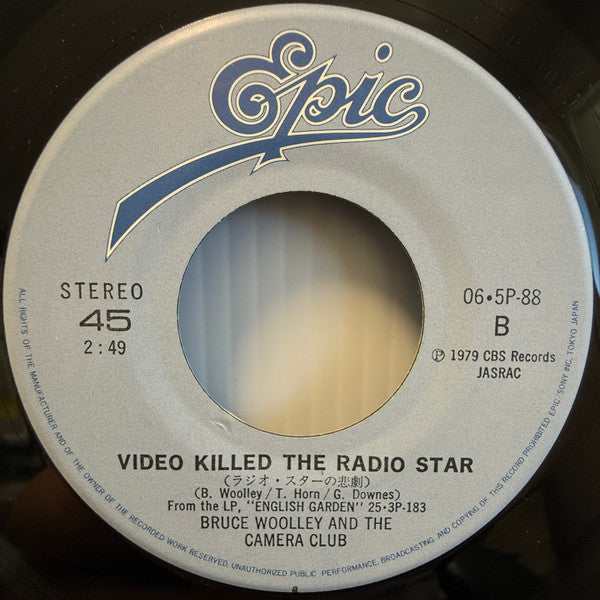 Epic
STEREO
45
2:49
06•5P-88
B
Ⓟ 1979 CBS Records
JASRAC
VIDEO KILLED THE RADIO STAR
(ラジオ・スターの悲劇)
(B. Woolley/T. Horn/G. Downes)
From the LP, "ENGLISH GARDEN" 25•3P-183
BRUCE WOOLLEY AND THE
CAMERA CLUB
ALL RIGHTS OF THE MANUFACTURER AND OF THE OWNER OF THE RECORDED WORK RESERVED. UNAUTHORIZED PUBLIC PERFORMANCE, BROADCASTING AND COPYING OF THIS RECORD PROHIBITED EPIC/SONY INC. TOKYO JAPAN